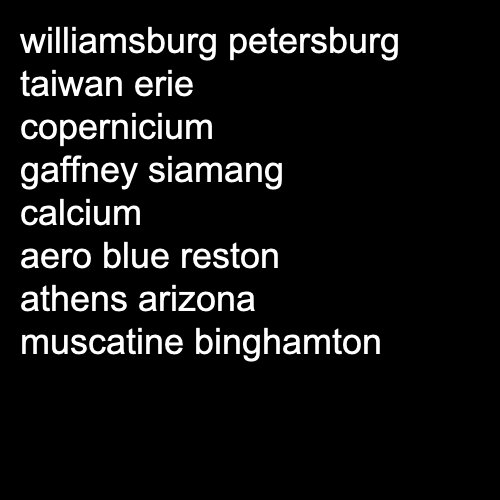 williamsburg petersburg
taiwan erie
copernicium
gaffney siamang
calcium
aero blue reston
athens arizona
muscatine binghamton